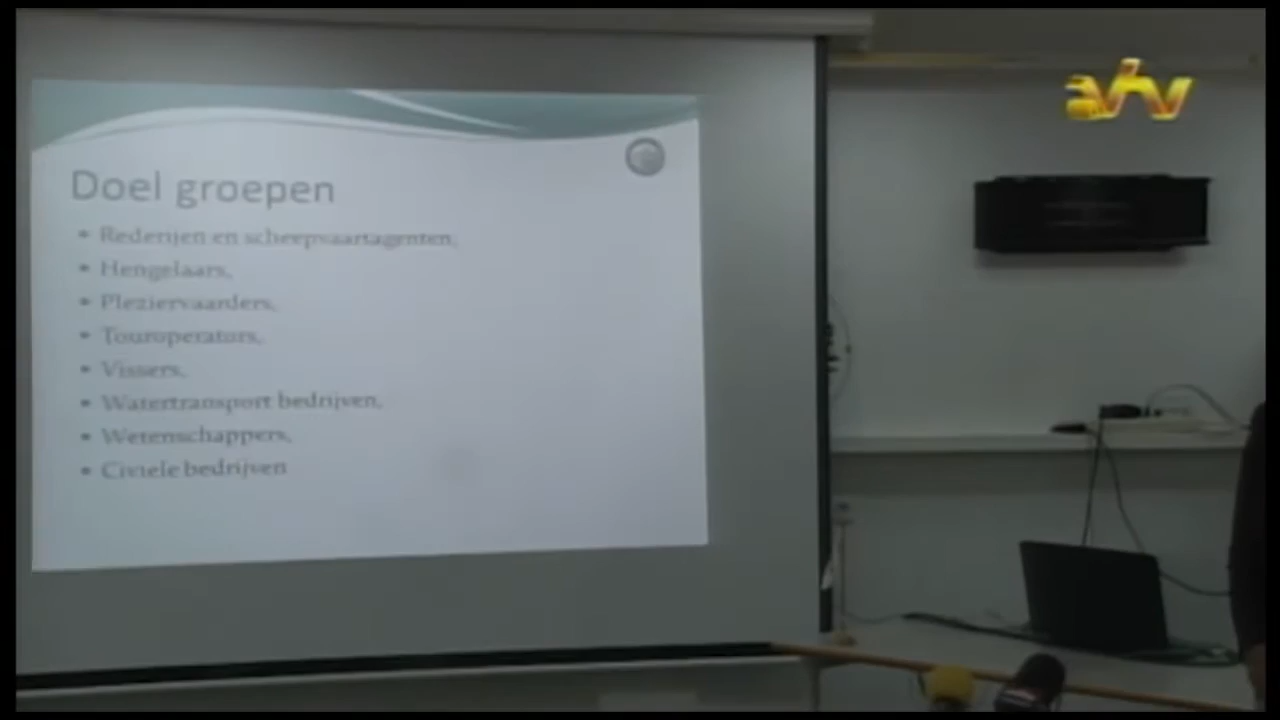 Doel groepen
• Rederijen en scheepvaartagenten,
• Hengelaars,
• Pleziervaarders,
• Touroperators,
• Vissers,
• Watertransport bedrijven,
• Wetenschappers,
• Civiele bedrijven